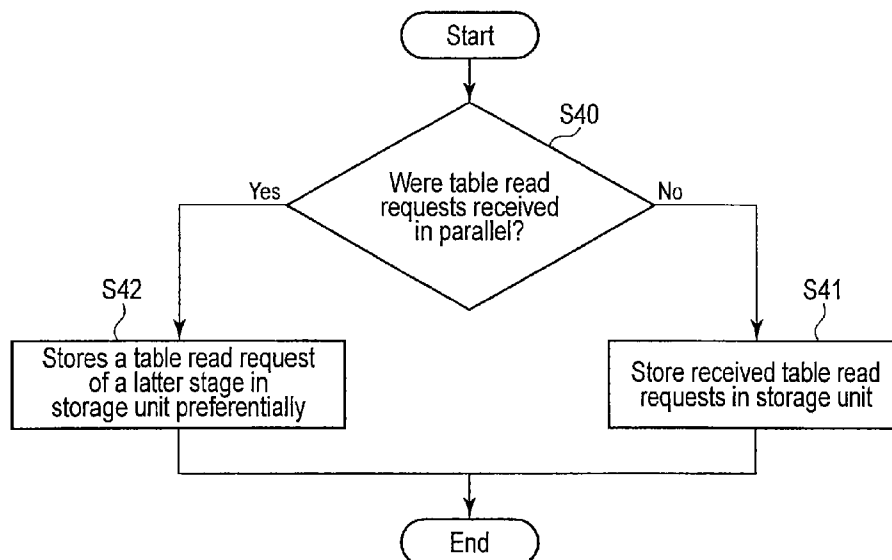 Start
S40
Were table read
requests received
in parallel?
Yes
No
S42
S41
Stores a table read request
of a latter stage in
storage unit preferentially
Store received table read
requests in storage unit
End